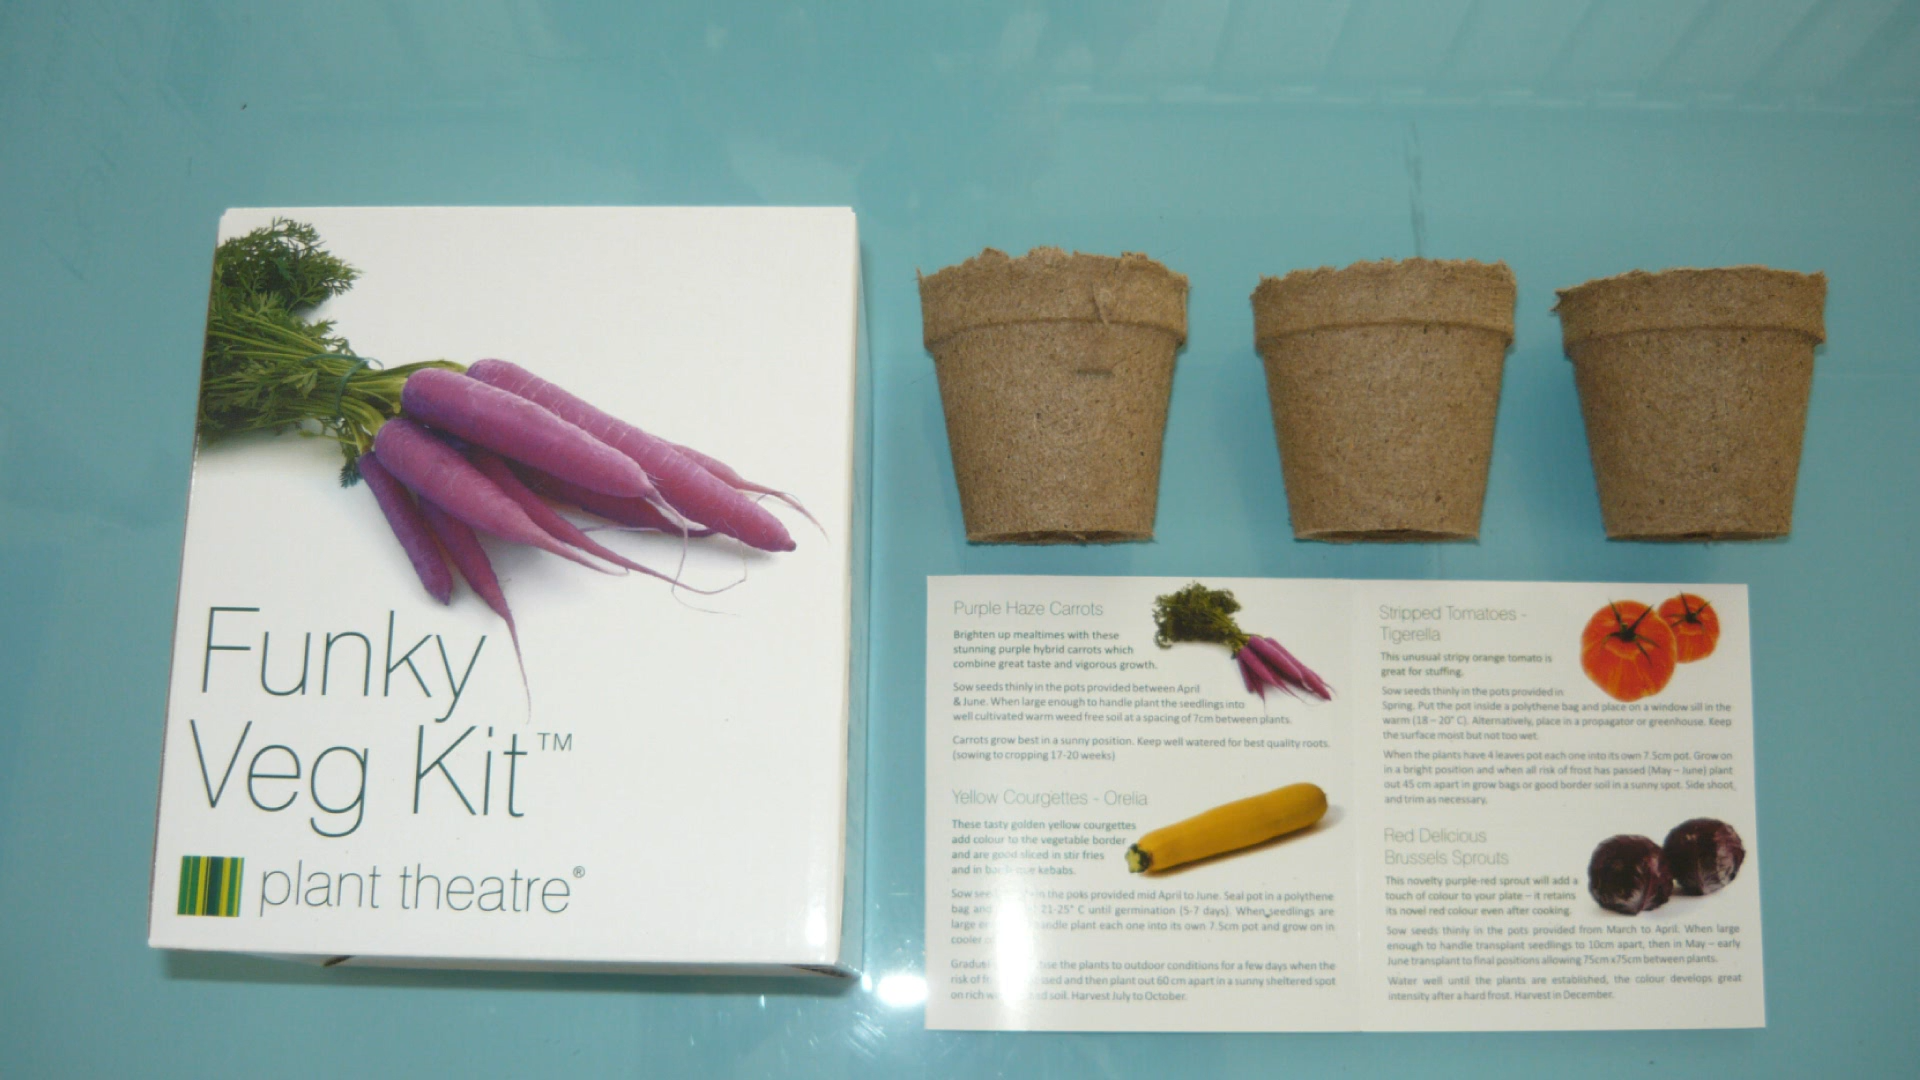 Funky
Veg Kit™
plant theatre®
Purple Haze Carrots
Brighten up mealtimes with these
stunning purple hybrid carrots which
combine great taste and vigorous growth.
Sow seeds thinly in the pots provided between April
& June. When large enough to handle plant the seedlings into
well cultivated warm weed free soil at a spacing of 7cm between plants.
Carrots grow best in a sunny position. Keep well watered for best quality roots.
(sowing to cropping 17-20 weeks)
Yellow Courgettes - Orelia
These tasty golden yellow courgettes
add colour to the vegetable border
and are good sliced in stir fries
and in kebabs.
Sow in the pots provided mid April to June. Seal pot in a polythene
bag and 21-25° C until germination (5-7 days). When seedlings are
large handle plant each one into its own 7.5cm pot and grow on in
cooler
the plants to outdoor conditions for a few days when the
risk of and then plant out 60 cm apart in a sunny sheltered spot
on rich soil. Harvest July to October.
Stripped Tomatoes -
Tigerella
This unusual stripy orange tomato is
great for stuffing.
Sow seeds thinly in the pots provided in
Spring. Put the pot inside a polythene bag and place on a window sill in the
warm (18 – 20° C). Alternatively, place in a propagator or greenhouse. Keep
the surface moist but not too wet.
When the plants have 4 leaves pot each one into its own 7.5cm pot. Grow on
in a bright position and when all risk of frost has passed (May – June) plant
out 45 cm apart in grow bags or good border soil in a sunny spot. Side shoot,
and trim as necessary.
Red Delicious
Brussels Sprouts
This novelty purple-red sprout will add a
touch of colour to your plate – it retains
its novel red colour even after cooking.
Sow seeds thinly in the pots provided from March to April. When large
enough to handle transplant seedlings to 10cm apart, then in May – early
June transplant to final positions allowing 75cm x75cm between plants.
Water well until the plants are established, the colour develops great
intensity after a hard frost. Harvest in December.